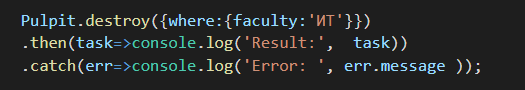 Pulpit.destroy({where:{faculty:'ИТ'}})
.then(task=>console.log('Result:',  task))
.catch(err=>console.log('Error: ', err.message ));